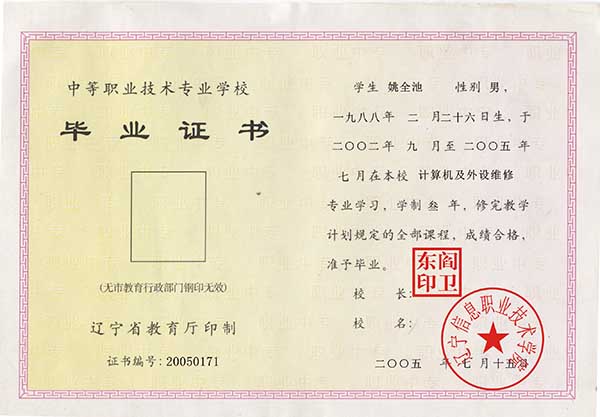 中等职业技术专业学校
毕业证书
(无市教育行政部门钢印无效)
辽宁省教育厅印制
证书编号: 20050171
学生 姚全池 性别 男,
一九八八年 二 月二十六日生, 于
二〇〇二年 九 月至 二〇〇五年
七 月在本校 计算机及外设维修
专业学习, 学制 叁 年, 修完教学
计划规定的全部课程, 成绩合格,
准予毕业。
校 长:
东阎
印卫
校 名:
辽宁信息职业技术学院
二〇〇五 年 七 月 十五日